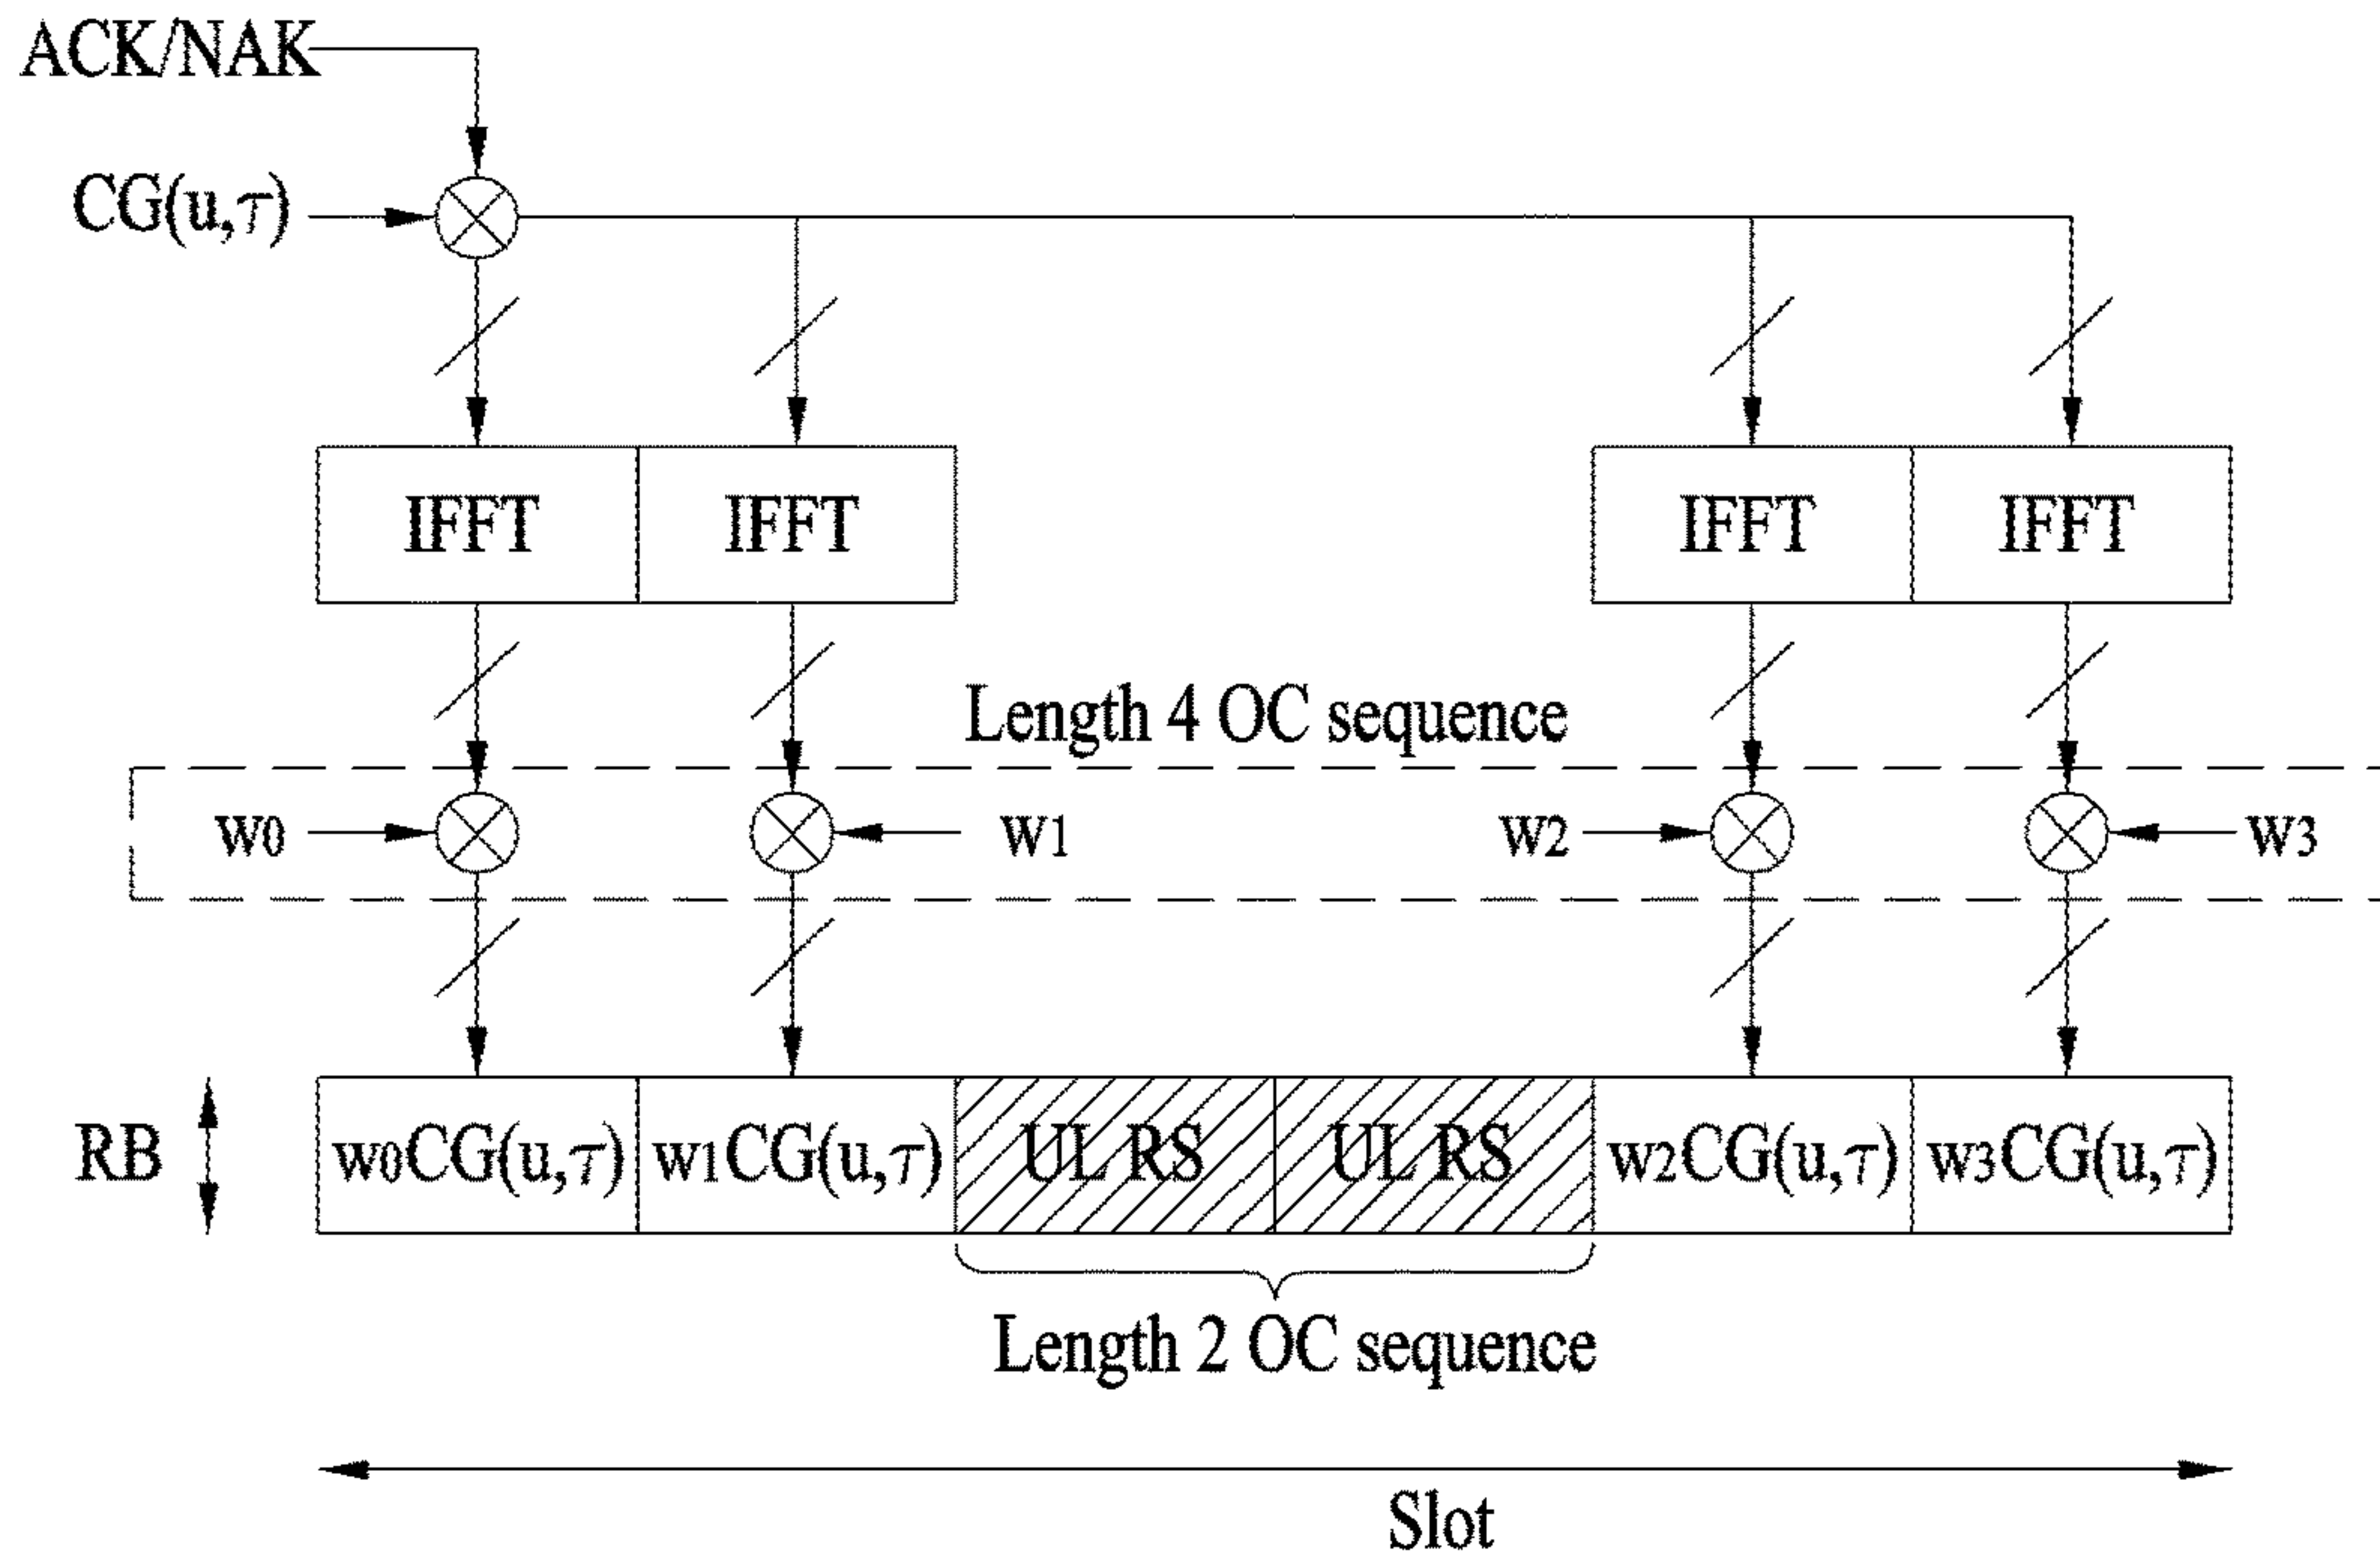 ACK/NAK
CG(u,τ)
IFFT IFFT IFFT IFFT
Length 4 OC sequence
w0 w1 w2 w3
RB w0CG(u,τ) w1CG(u,τ) UL RS UL RS w2CG(u,τ) w3CG(u,τ)
Length 2 OC sequence
Slot